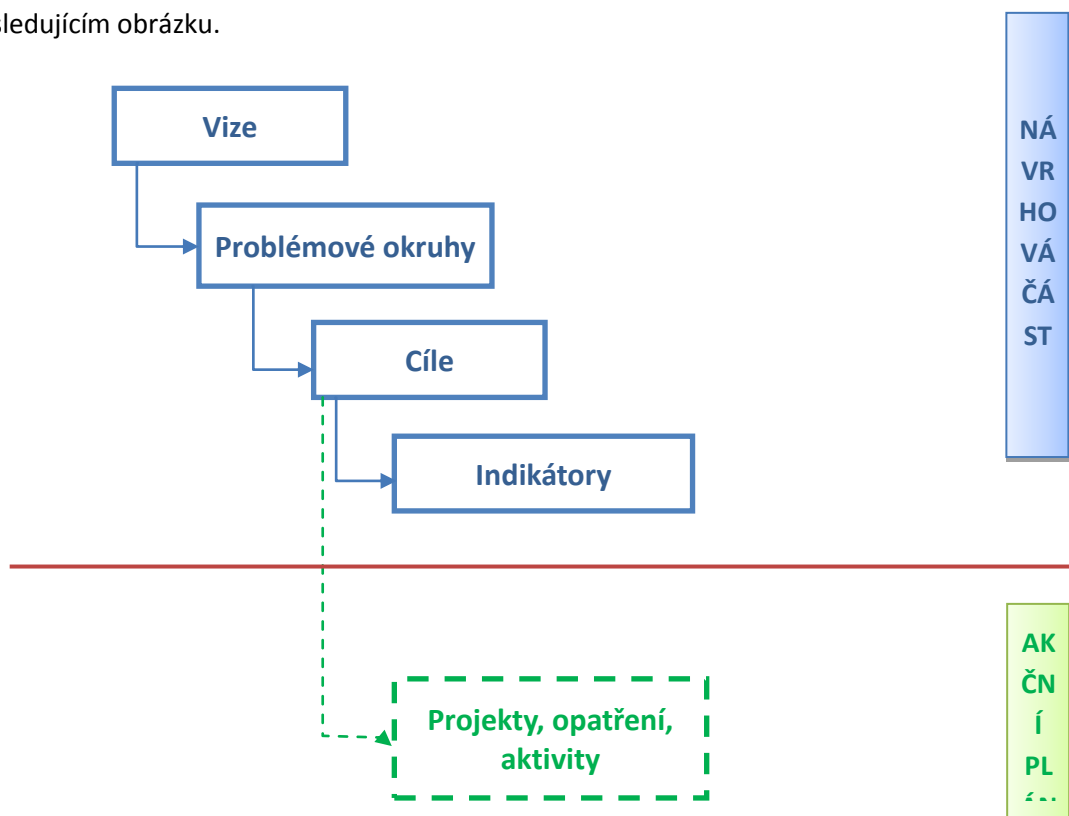 sledujícím obrázku.
Vize
Problémové okruhy
Cíle
Indikátory
NÁ
VR
HO
VÁ
ČÁ
ST
Projekty, opatření,
aktivity
AK
ČN
Í
PL